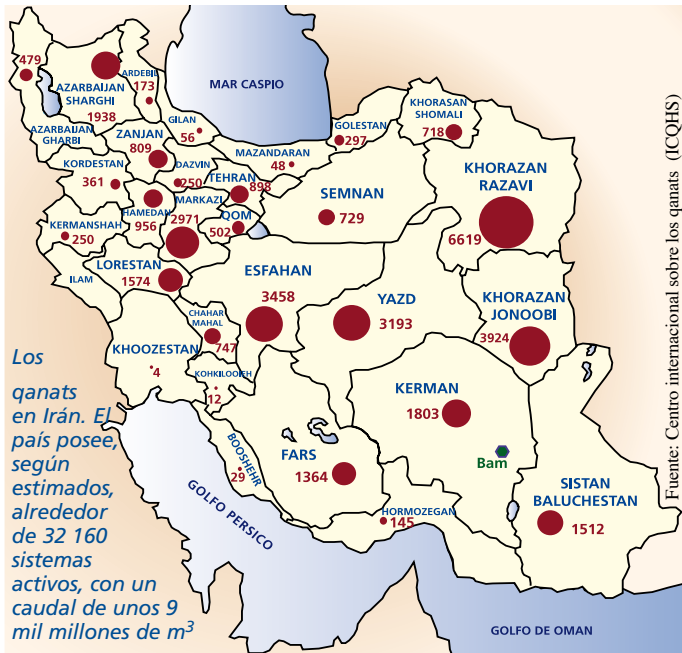 479
MAR CASPIO
ARDEBIL
173
AZARBAIJAN
SHARGHI
1938
KHORASAN
SHOMALI
718
GILAN
56
GOLESTAN
297
AZARBAIJAN
GHARBI
ZANJAN
809
MAZANDARAN
48
KHORAZAN
RAZAVI
6619
KORDESTAN
361
DAZVIN
250
TEHRAN
898
SEMNAN
729
HAMEDAN
956
MARKAZI
2971
QOM
502
KERMANSHAH
250
LORESTAN
1574
ILAM
ESFAHAN
3458
YAZD
3193
KHORAZAN
JONOOBI
3924
CHAHAR
MAHAL
747
KHOOZESTAN
4
KOHKILOOIEH
12
KERMAN
1803
Bam
BOOSHEHR
29
FARS
1364
HORMOZEGAN
145
SISTAN
BALUCHESTAN
1512
GOLFO PERSICO
GOLFO DE OMAN
Los
qanats
en Irán. El
país posee,
según
estimados,
alrededor
de 32 160
sistemas
activos, con un
caudal de unos 9
mil millones de m³
Fuente: Centro internacional sobre los qanats (ICQHS)